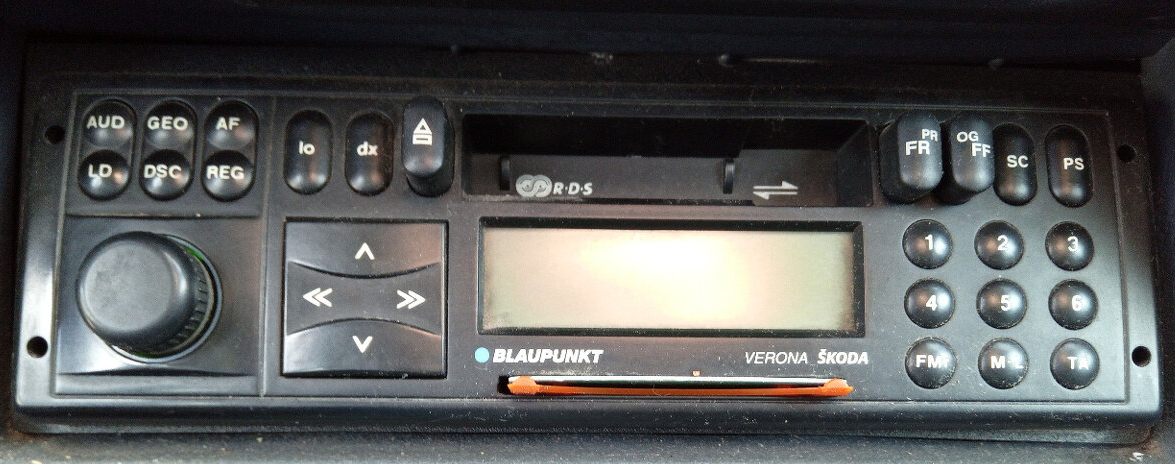 AUD GEO AF
LD DSC REG
lo dx
R·D·S
FR PR
OG FF
SC PS
BLAUPUNKT
VERONA ŠKODA
1 2 3
4 5 6
FM TA